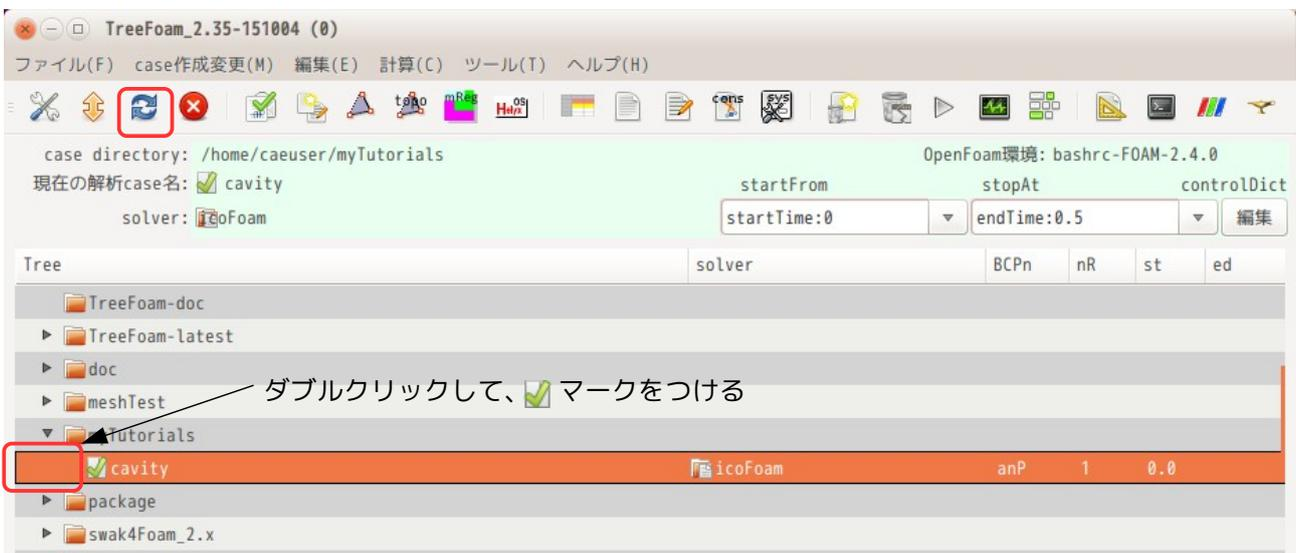 TreeFoam_2.35-151004 (0)
ファイル(F) case作成変更(M) 編集(E) 計算(C) ツール(T) ヘルプ(H)
topo mReg Helyx OS cons sys
case directory: /home/caeuser/myTutorials OpenFoam環境: bashrc-FOAM-2.4.0
現在の解析case名: cavity startFrom stopAt controlDict
solver: icoFoam startTime:0 endTime:0.5 編集
Tree solver BCPn nR st ed
TreeFoam-doc
TreeFoam-latest
doc
ダブルクリックして、 マークをつける
meshTest
myTutorials
cavity icoFoam anP 1 0.0
package
swak4Foam_2.x